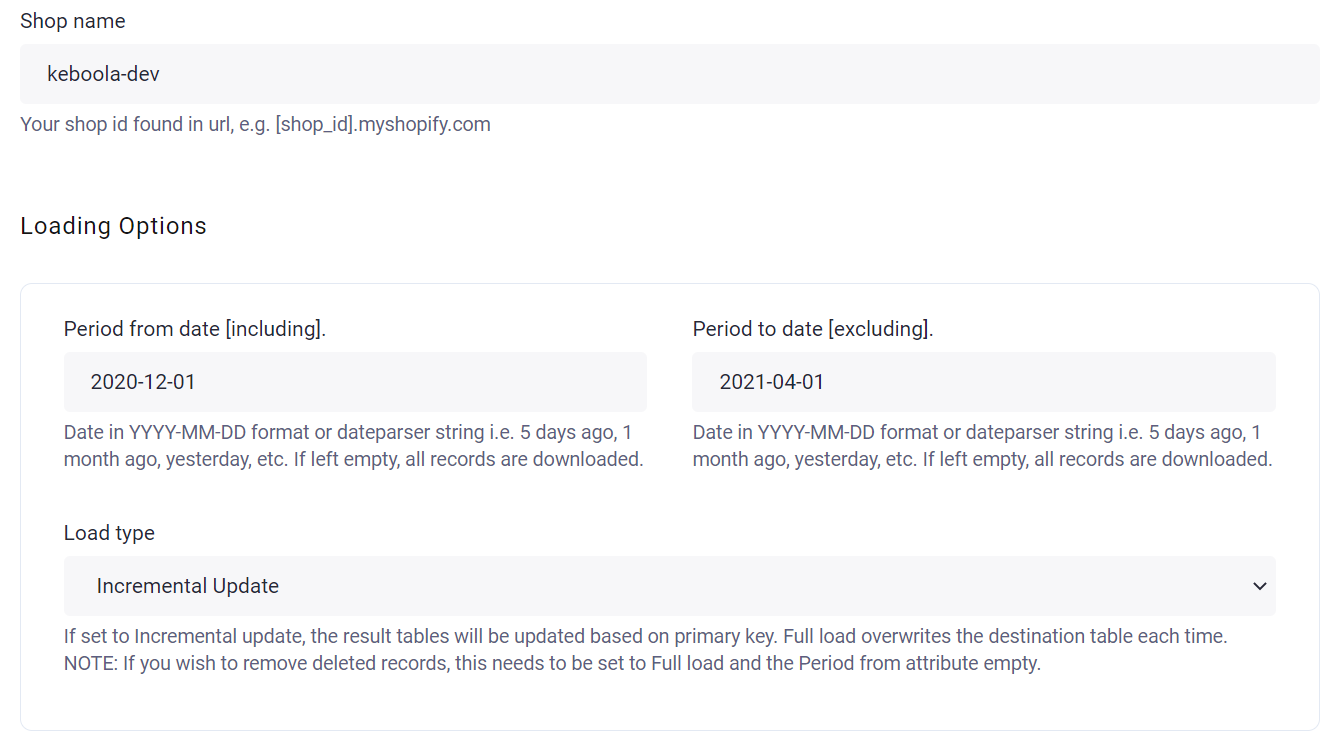 Shop name
keboola-dev
Your shop id found in url, e.g. [shop_id].myshopify.com
Loading Options
Period from date [including].
2020-12-01
Date in YYYY-MM-DD format or dateparser string i.e. 5 days ago, 1
month ago, yesterday, etc. If left empty, all records are downloaded.
Period to date [excluding].
2021-04-01
Date in YYYY-MM-DD format or dateparser string i.e. 5 days ago, 1
month ago, yesterday, etc. If left empty, all records are downloaded.
Load type
Incremental Update
If set to Incremental update, the result tables will be updated based on primary key. Full load overwrites the destination table each time.
NOTE: If you wish to remove deleted records, this needs to be set to Full load and the Period from attribute empty.